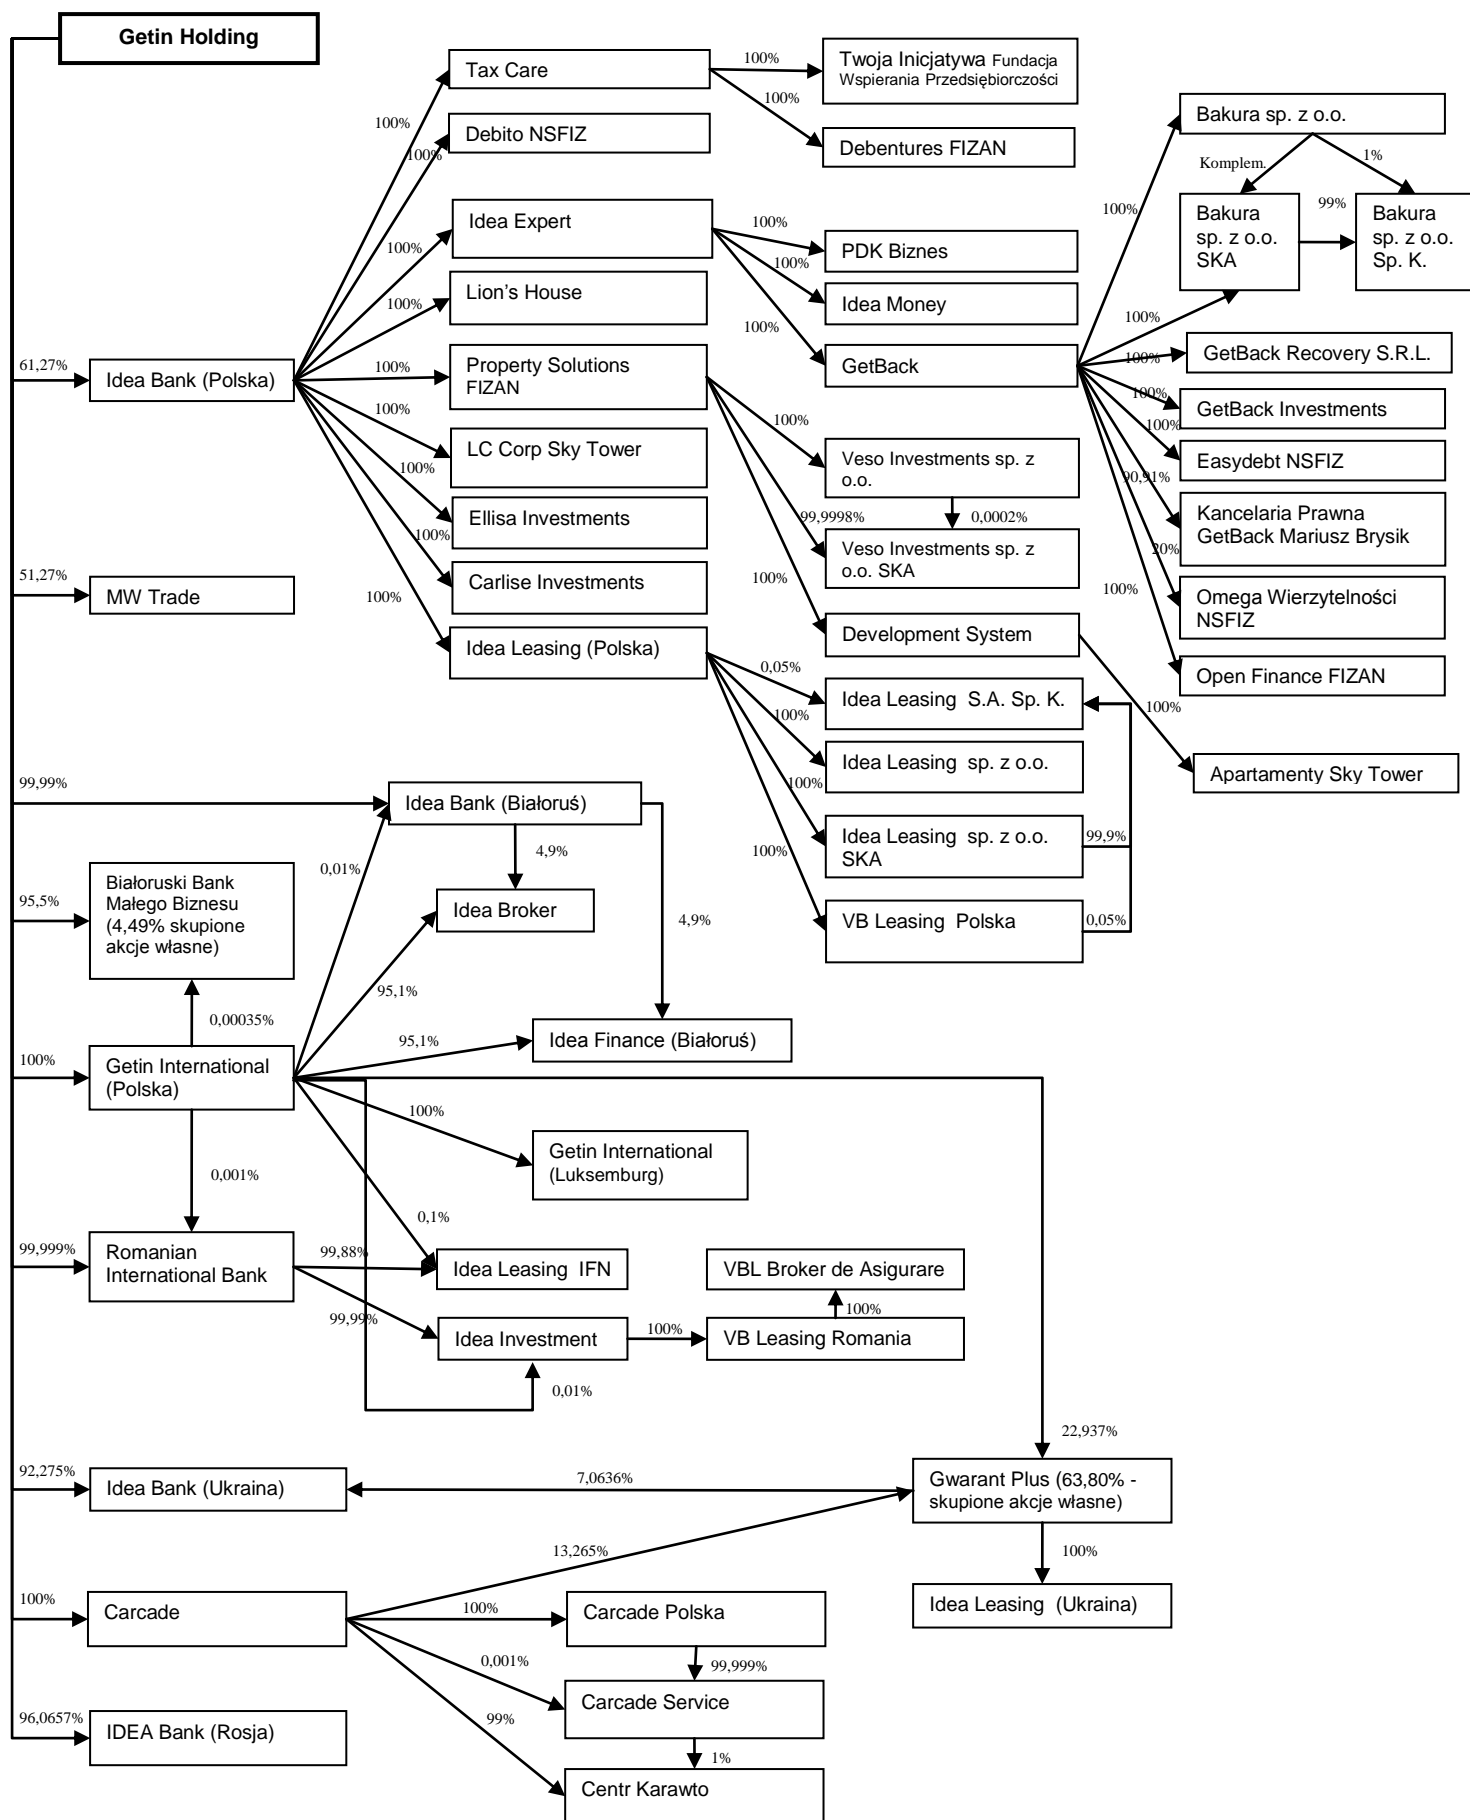 Getin Holding
Tax Care
100%
Twoja Inicjatywa Fundacja
Wspierania Przedsiębiorczości
100%
100%
Debito NSFIZ
100%
Debentures FIZAN
Bakura sp. z o.o.
Komplem.
1%
100%
Bakura
sp. z o.o.
SKA
99%
Bakura
sp. z o.o.
Sp. K.
Idea Expert
100%
100%
PDK Biznes
100%
Idea Money
Lion's House
100%
100%
GetBack
100%
100%
GetBack Recovery S.R.L.
61,27%
Idea Bank (Polska)
100%
Property Solutions
FIZAN
100%
GetBack Investments
100%
LC Corp Sky Tower
100%
Veso Investments sp. z
o.o.
100%
Easydebt NSFIZ
100%
Ellisa Investments
99,9998%
0,0002%
90,91%
Kancelaria Prawna
GetBack Mariusz Brysik
100%
Veso Investments sp. z
o.o. SKA
20%
51,27%
MW Trade
Carlise Investments
100%
100%
100%
Omega Wierzytelności
NSFIZ
Idea Leasing (Polska)
Development System
0,05%
Open Finance FIZAN
Idea Leasing  S.A. Sp. K.
100%
100%
Idea Leasing  sp. z o.o.
Apartamenty Sky Tower
99,99%
Idea Bank (Białoruś)
100%
Idea Leasing  sp. z o.o.
SKA
99,9%
0,01%
4,9%
100%
95,5%
Białoruski Bank
Małego Biznesu
(4,49% skupione
akcje własne)
Idea Broker
4,9%
VB Leasing  Polska
0,05%
95,1%
0,00035%
95,1%
Idea Finance (Białoruś)
100%
Getin International
(Polska)
100%
Getin International
(Luksemburg)
0,001%
0,1%
99,999%
Romanian
International Bank
99,88%
Idea Leasing  IFN
VBL Broker de Asigurare
100%
99,99%
Idea Investment
100%
VB Leasing Romania
0,01%
22,937%
92,275%
Idea Bank (Ukraina)
7,0636%
Gwarant Plus (63,80% -
skupione akcje własne)
13,265%
100%
Idea Leasing  (Ukraina)
100%
Carcade
100%
Carcade Polska
0,001%
99,999%
Carcade Service
99%
96,0657%
IDEA Bank (Rosja)
1%
Centr Karawto